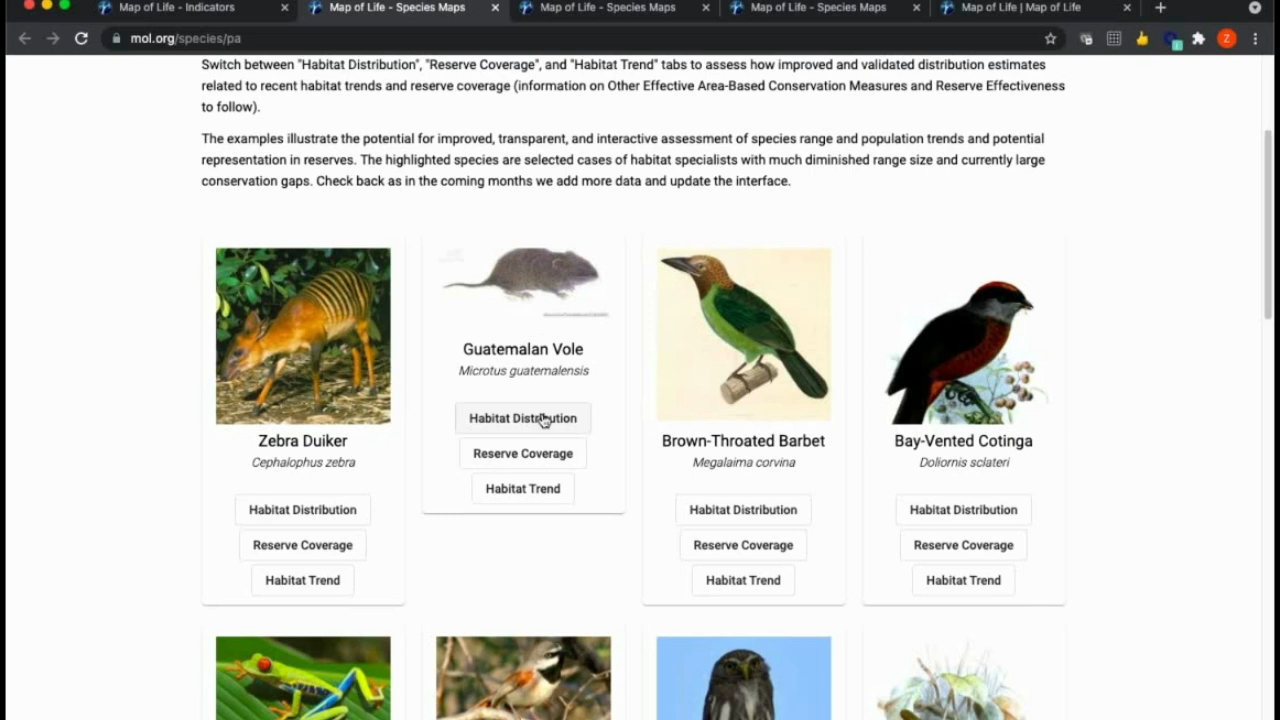 Map of Life - Indicators
Map of Life - Species Maps
Map of Life - Species Maps
Map of Life - Species Maps
Map of Life | Map of Life
mol.org/species/pa
Z
1
Switch between "Habitat Distribution", "Reserve Coverage", and "Habitat Trend" tabs to assess how improved and validated distribution estimates
related to recent habitat trends and reserve coverage (information on Other Effective Area-Based Conservation Measures and Reserve Effectiveness
to follow).
The examples illustrate the potential for improved, transparent, and interactive assessment of species range and population trends and potential
representation in reserves. The highlighted species are selected cases of habitat specialists with much diminished range size and currently large
conservation gaps. Check back as in the coming months we add more data and update the interface.
Zebra Duiker
Cephalophus zebra
Habitat Distribution
Reserve Coverage
Habitat Trend
Guatemalan Vole
Microtus guatemalensis
Habitat Distribution
Reserve Coverage
Habitat Trend
Brown-Throated Barbet
Megalaima corvina
Habitat Distribution
Reserve Coverage
Habitat Trend
Bay-Vented Cotinga
Doliornis sclateri
Habitat Distribution
Reserve Coverage
Habitat Trend